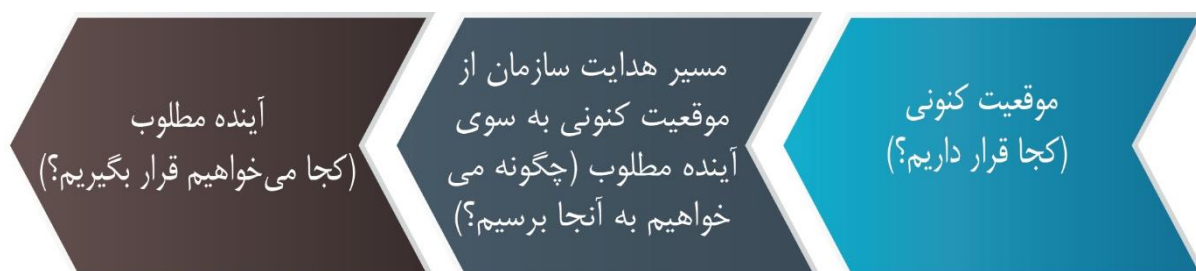 موقعیت کنونی
(کجا قرار داریم؟)
مسیر هدایت سازمان از
موقعیت کنونی به سوی
آینده مطلوب (چگونه می
خواهیم به آنجا برسیم؟)
آینده مطلوب
(کجا می‌خواهیم قرار بگیریم؟)